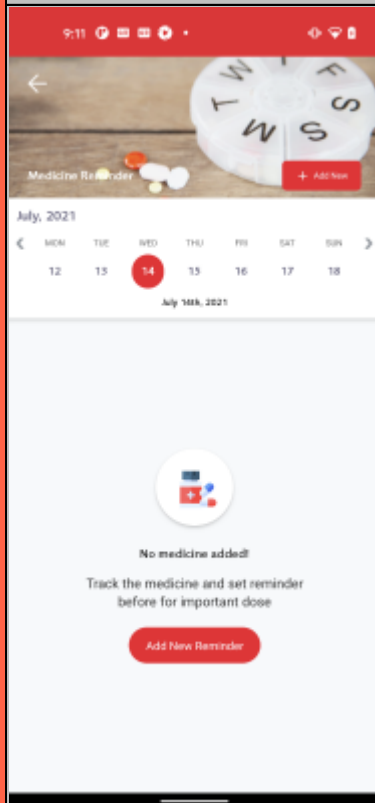 9:11
W T F S
M S
Medicine Reminder
+ Add New
July, 2021
MON TUE WED THU FRI SAT SUN
12 13 14 15 16 17 18
July 14th, 2021
No medicine added!
Track the medicine and set reminder
before for important dose
Add New Reminder